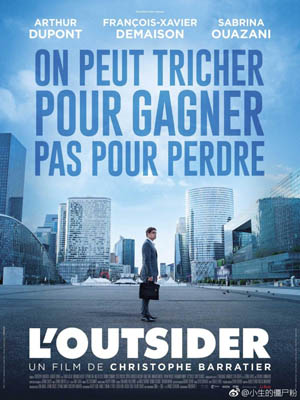 ARTHUR FRANÇOIS-XAVIER SABRINA
DUPONT DEMAISON OUAZANI
ON PEUT TRICHER
POUR GAGNER
PAS POUR PERDRE
L'OUTSIDER
UN FILM DE CHRISTOPHE BARRATIER
@小生的僵尸粉